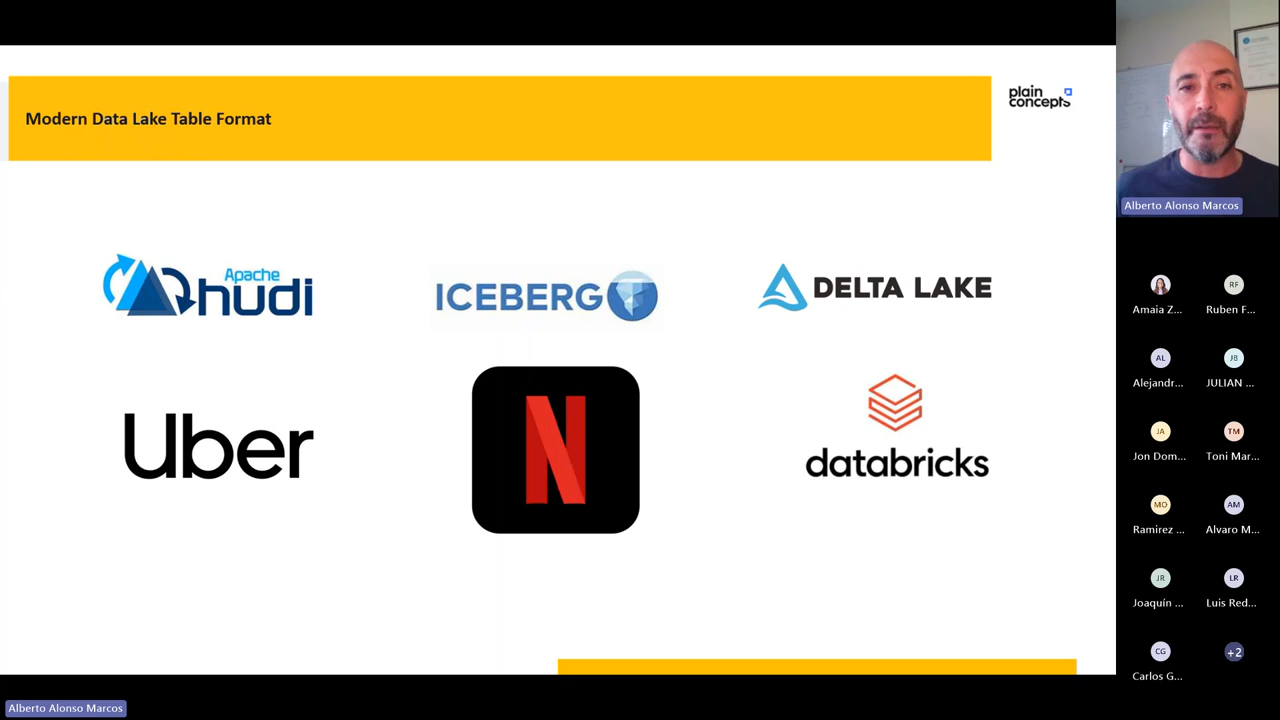 Modern Data Lake Table Format
plain
concepts
Apache
hudi
ICEBERG
DELTA LAKE
Uber
N
databricks
Alberto Alonso Marcos
Amaia Z...
RF
Ruben F...
AL
Alejandr...
JB
JULIAN ...
JA
Jon Dom...
TM
Toni Mar...
MO
Ramirez ...
AM
Alvaro M...
JR
Joaquín ...
LR
Luis Red...
CG
Carlos G...
+2
Alberto Alonso Marcos